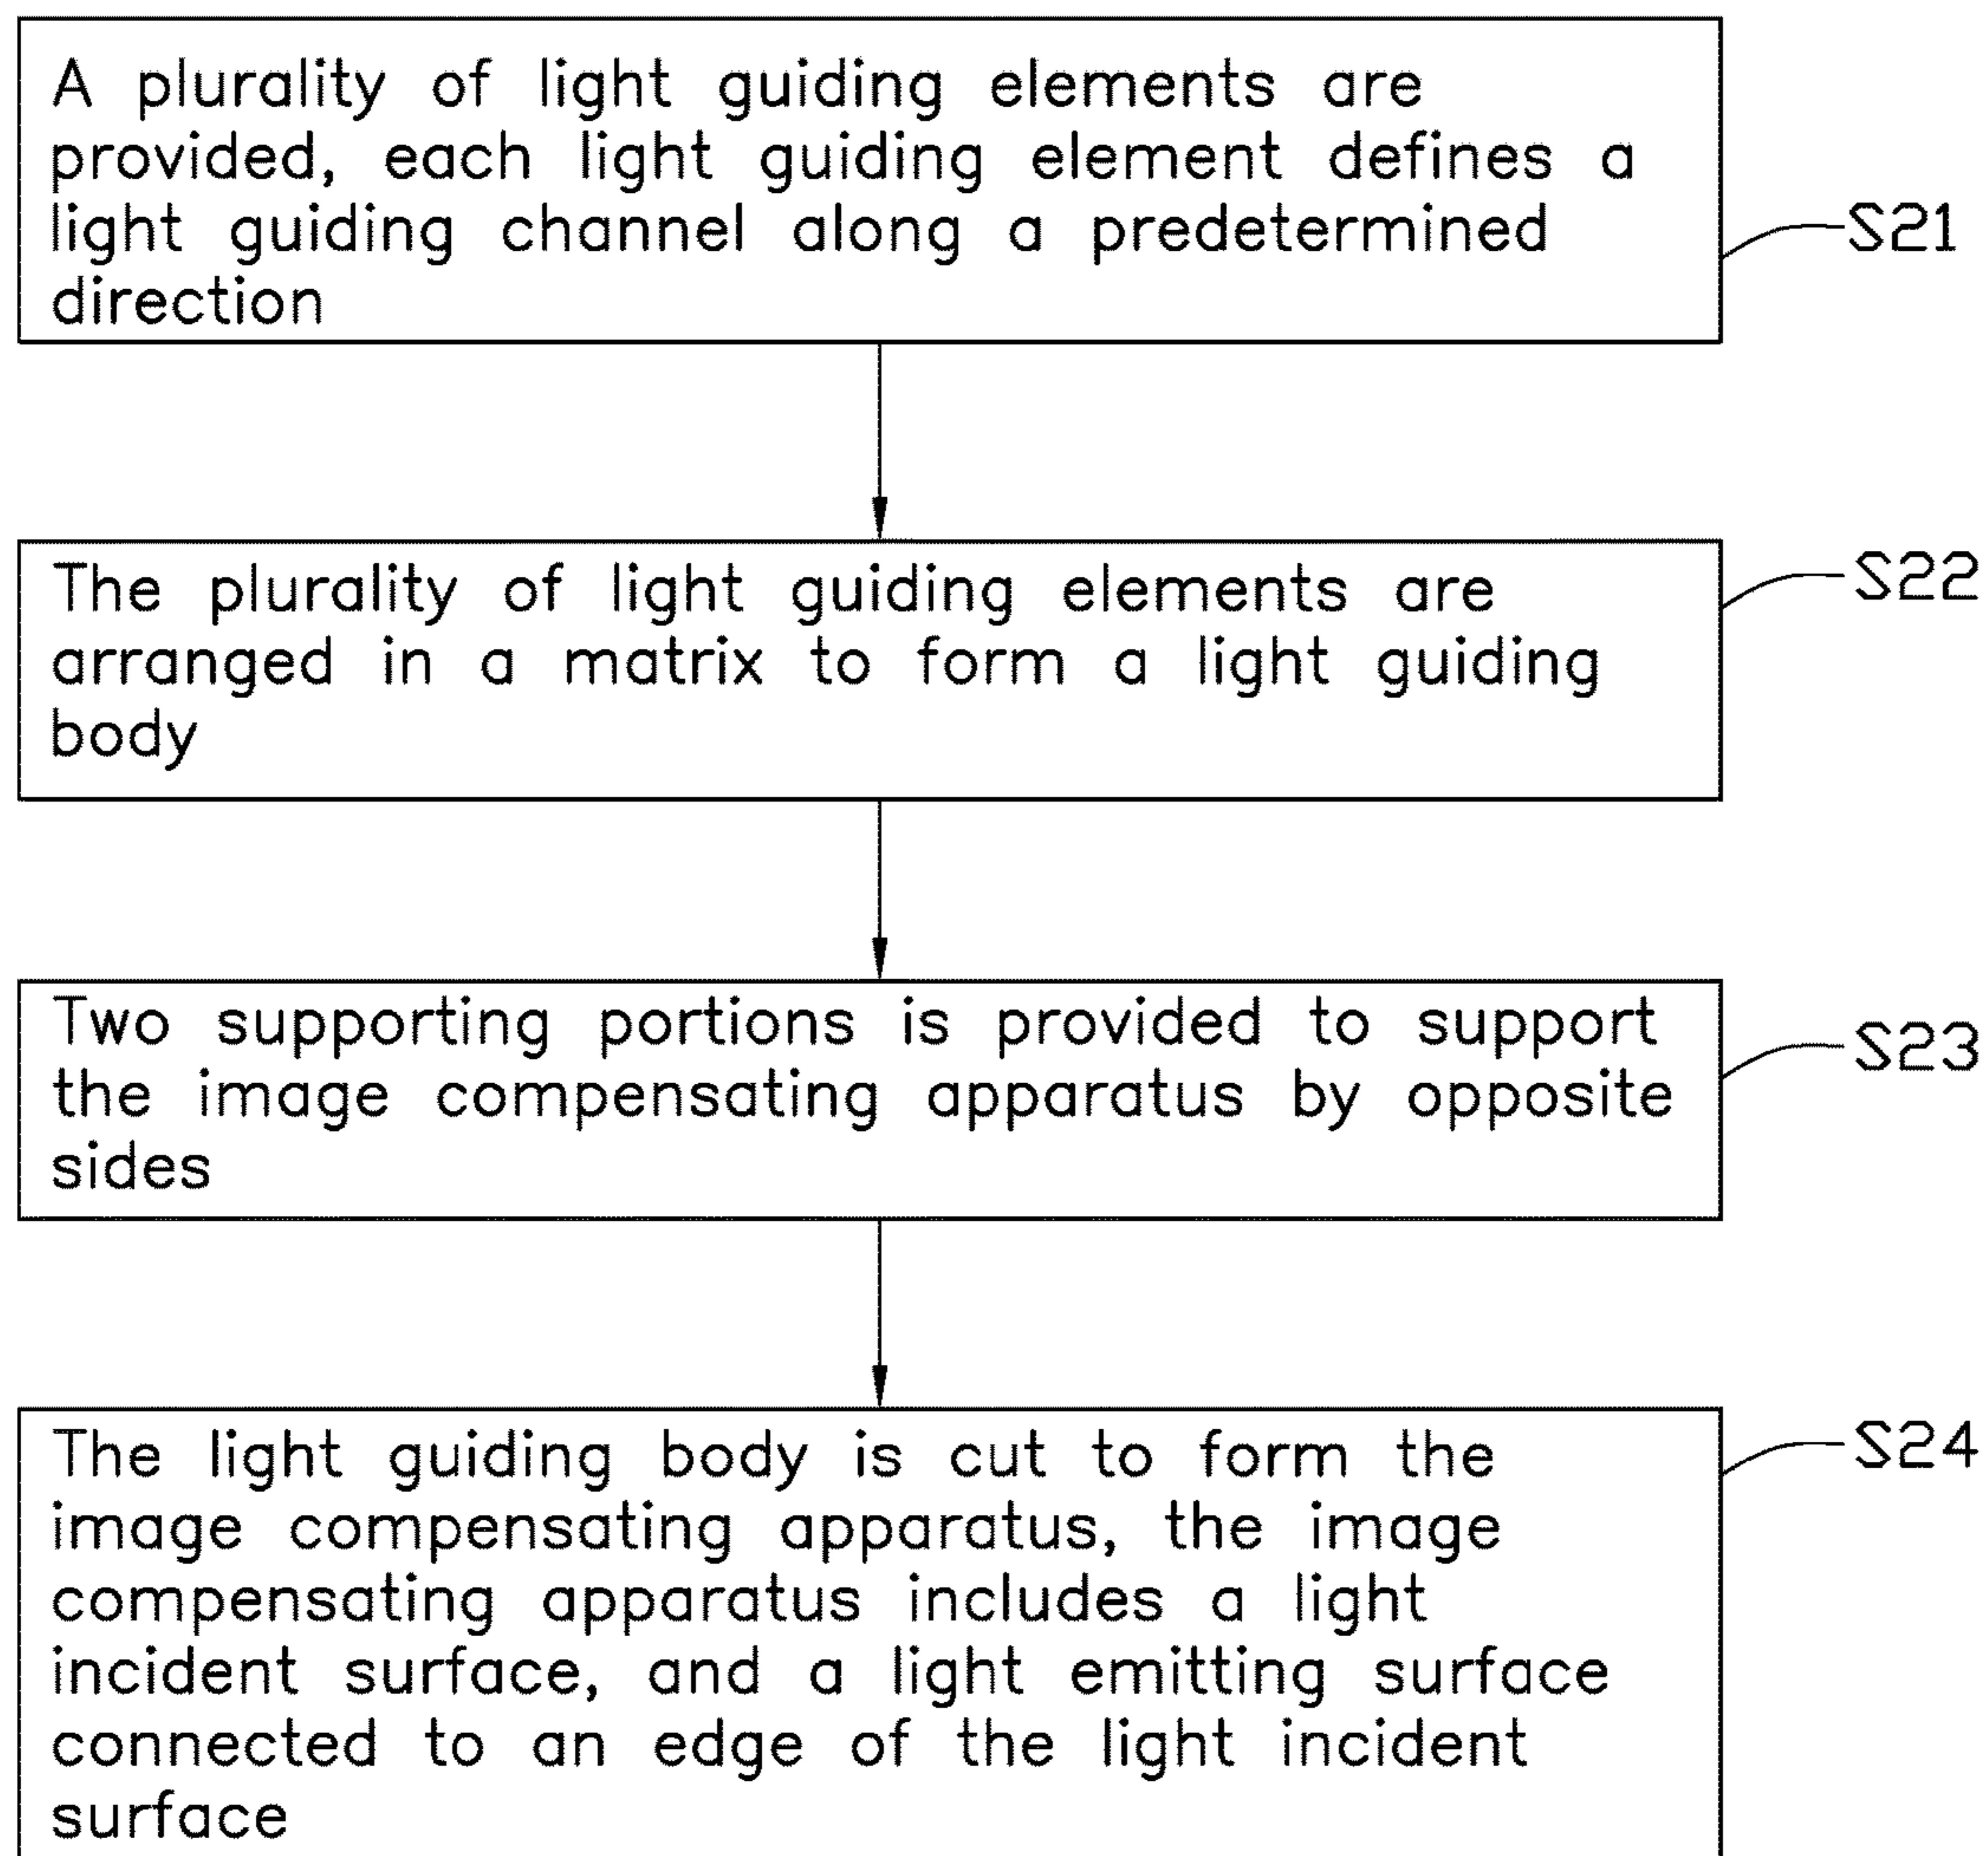 A plurality of light guiding elements are
provided, each light guiding element defines a
light guiding channel along a predetermined
direction
S21
The plurality of light guiding elements are
arranged in a matrix to form a light guiding
body
S22
Two supporting portions is provided to support
the image compensating apparatus by opposite
sides
S23
The light guiding body is cut to form the
image compensating apparatus, the image
compensating apparatus includes a light
incident surface, and a light emitting surface
connected to an edge of the light incident
surface
S24